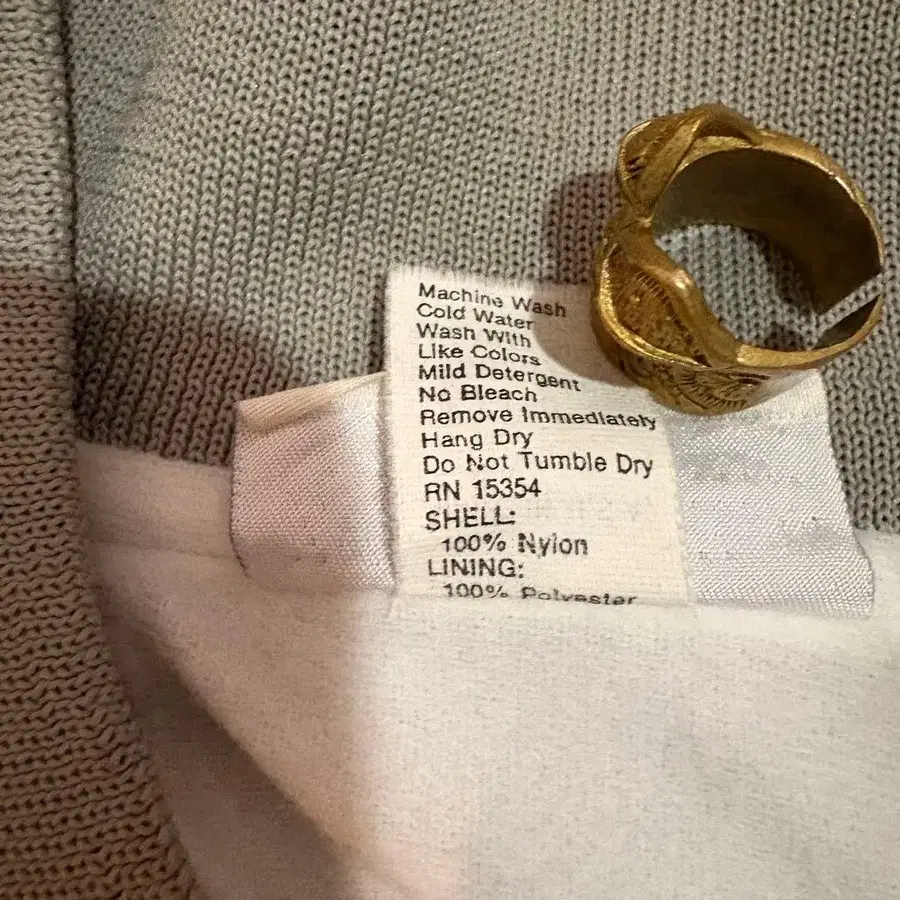 Machine Wash
Cold Water
Wash With
Like Colors
Mild Detergent
No Bleach
Remove Immediately
Hang Dry
Do Not Tumble Dry
RN 15354
SHELL:
100% Nylon
LINING:
100% Polyester